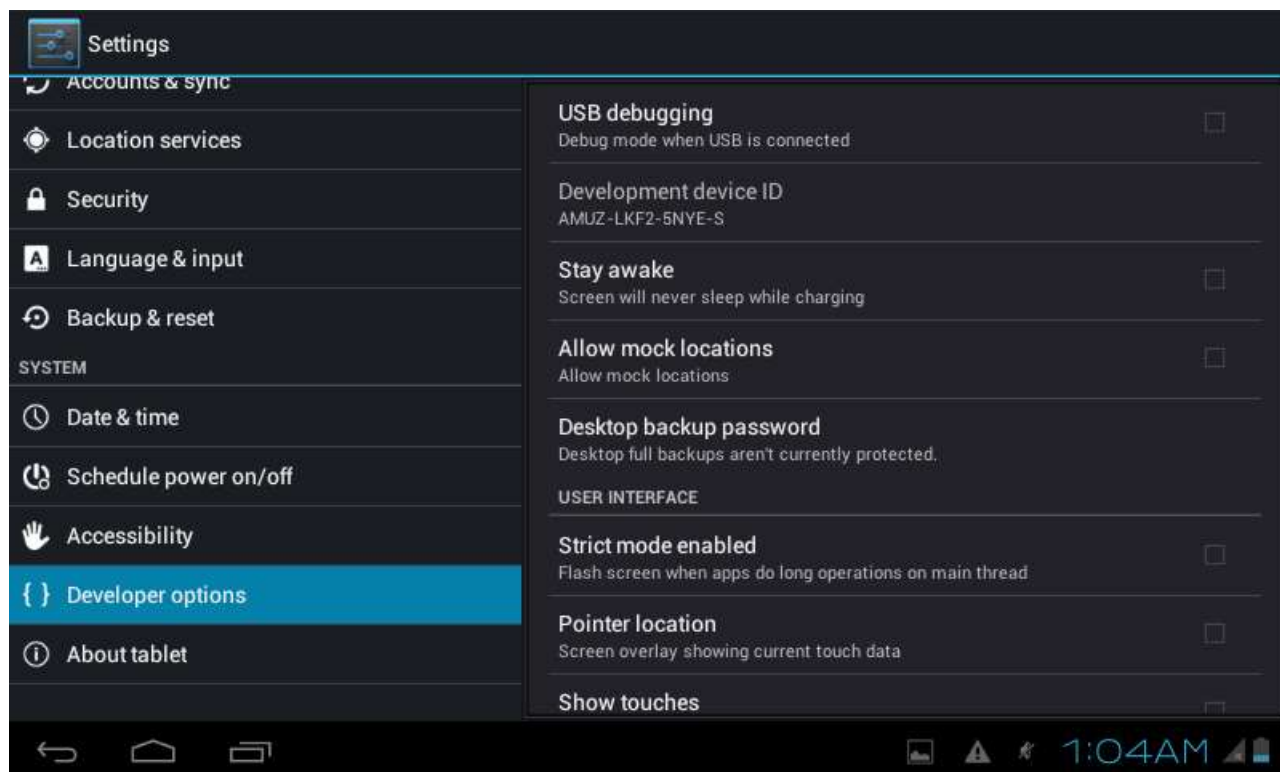 Settings
Accounts & sync
Location services
Security
Language & input
Backup & reset
SYSTEM
Date & time
Schedule power on/off
Accessibility
{ } Developer options
About tablet
USB debugging
Debug mode when USB is connected
Development device ID
AMUZ-LKF2-5NYE-S
Stay awake
Screen will never sleep while charging
Allow mock locations
Allow mock locations
Desktop backup password
Desktop full backups aren't currently protected.
USER INTERFACE
Strict mode enabled
Flash screen when apps do long operations on main thread
Pointer location
Screen overlay showing current touch data
Show touches
1:04AM